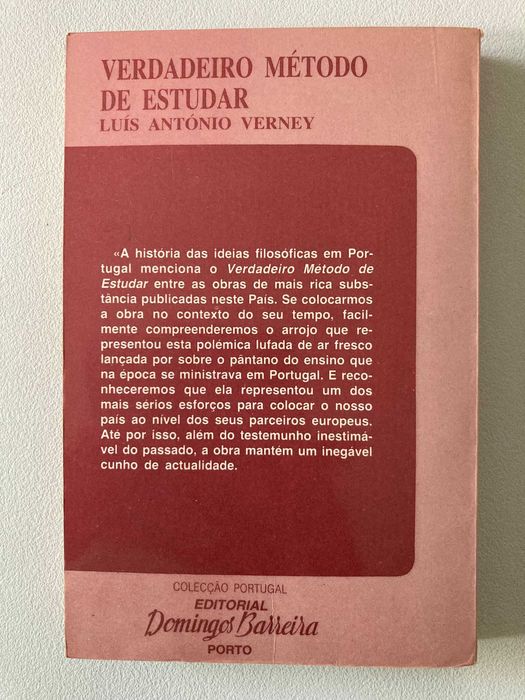 VERDADEIRO MÉTODO
DE ESTUDAR
LUÍS ANTÓNIO VERNEY
«A história das ideias filosóficas em Por-
tugal menciona o Verdadeiro Método de
Estudar entre as obras de mais rica subs-
tância publicadas neste País. Se colocarmos
a obra no contexto do seu tempo, facil-
mente compreenderemos o arrojo que re-
presentou esta polémica lufada de ar fresco
lançada por sobre o pântano do ensino que
na época se ministrava em Portugal. E reco-
nheceremos que ela representou um dos
mais sérios esforços para colocar o nosso
país ao nível dos seus parceiros europeus.
Até por isso, além do testemunho inestimá-
vel do passado, a obra mantém um inegável
cunho de actualidade.
COLECÇÃO PORTUGAL
EDITORIAL
Domingos Barreira
PORTO